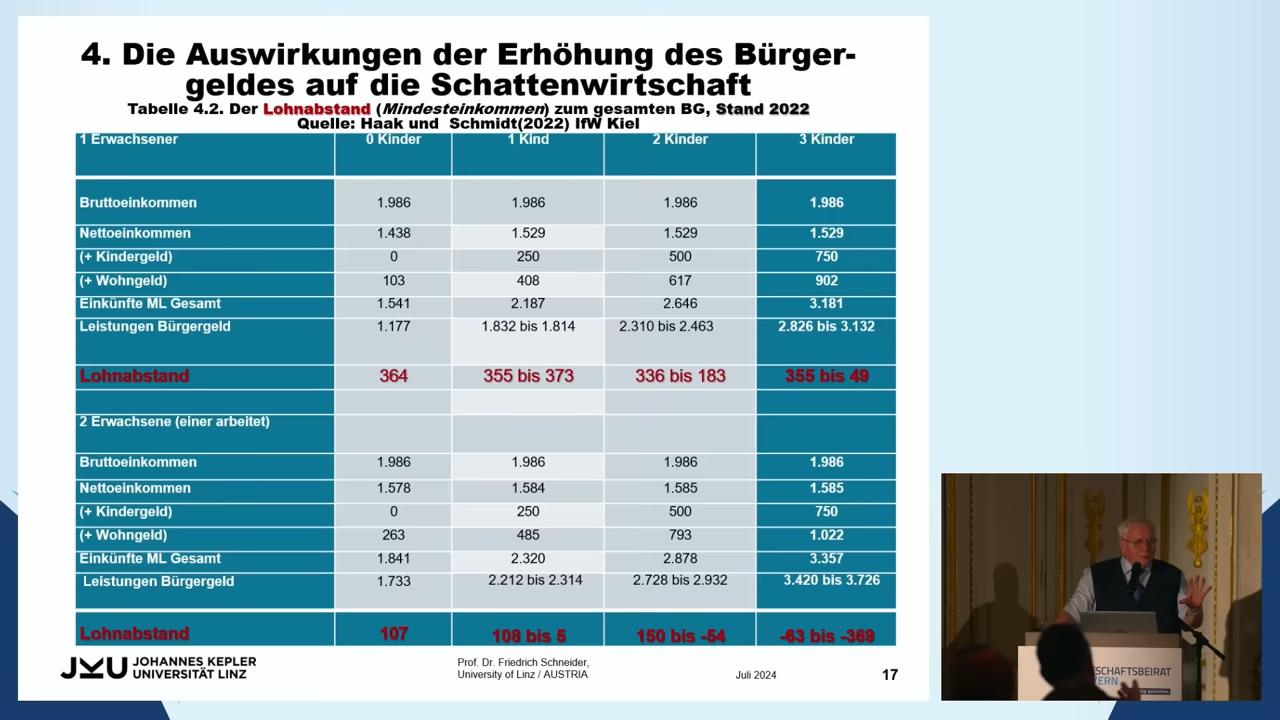 4. Die Auswirkungen der Erhöhung des Bürger-
geldes auf die Schattenwirtschaft
Tabelle 4.2. Der Lohnabstand (Mindesteinkommen) zum gesamten BG, Stand 2022
Quelle: Haak und Schmidt(2022) IfW Kiel
1 Erwachsener 0 Kinder 1 Kind 2 Kinder 3 Kinder
Bruttoeinkommen 1.986 1.986 1.986 1.986
Nettoeinkommen 1.438 1.529 1.529 1.529
(+ Kindergeld) 0 250 500 750
(+ Wohngeld) 103 408 617 902
Einkünfte ML Gesamt 1.541 2.187 2.646 3.181
Leistungen Bürgergeld 1.177 1.832 bis 1.814 2.310 bis 2.463 2.826 bis 3.132
Lohnabstand 364 355 bis 373 336 bis 183 355 bis 49
2 Erwachsene (einer arbeitet)
Bruttoeinkommen 1.986 1.986 1.986 1.986
Nettoeinkommen 1.578 1.584 1.585 1.585
(+ Kindergeld) 0 250 500 750
(+ Wohngeld) 263 485 793 1.022
Einkünfte ML Gesamt 1.841 2.320 2.878 3.357
Leistungen Bürgergeld 1.733 2.212 bis 2.314 2.728 bis 2.932 3.420 bis 3.726
Lohnabstand 107 108 bis 5 150 bis -54 -63 bis -369
JKU JOHANNES KEPLER
UNIVERSITÄT LINZ
Prof. Dr. Friedrich Schneider,
University of Linz / AUSTRIA
Juli 2024
17